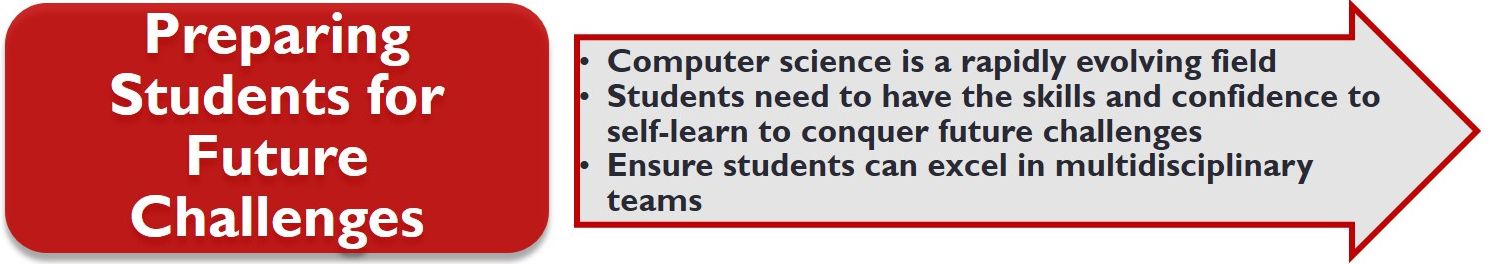 Preparing
Students for
Future
Challenges
• Computer science is a rapidly evolving field
• Students need to have the skills and confidence to
self-learn to conquer future challenges
• Ensure students can excel in multidisciplinary
teams